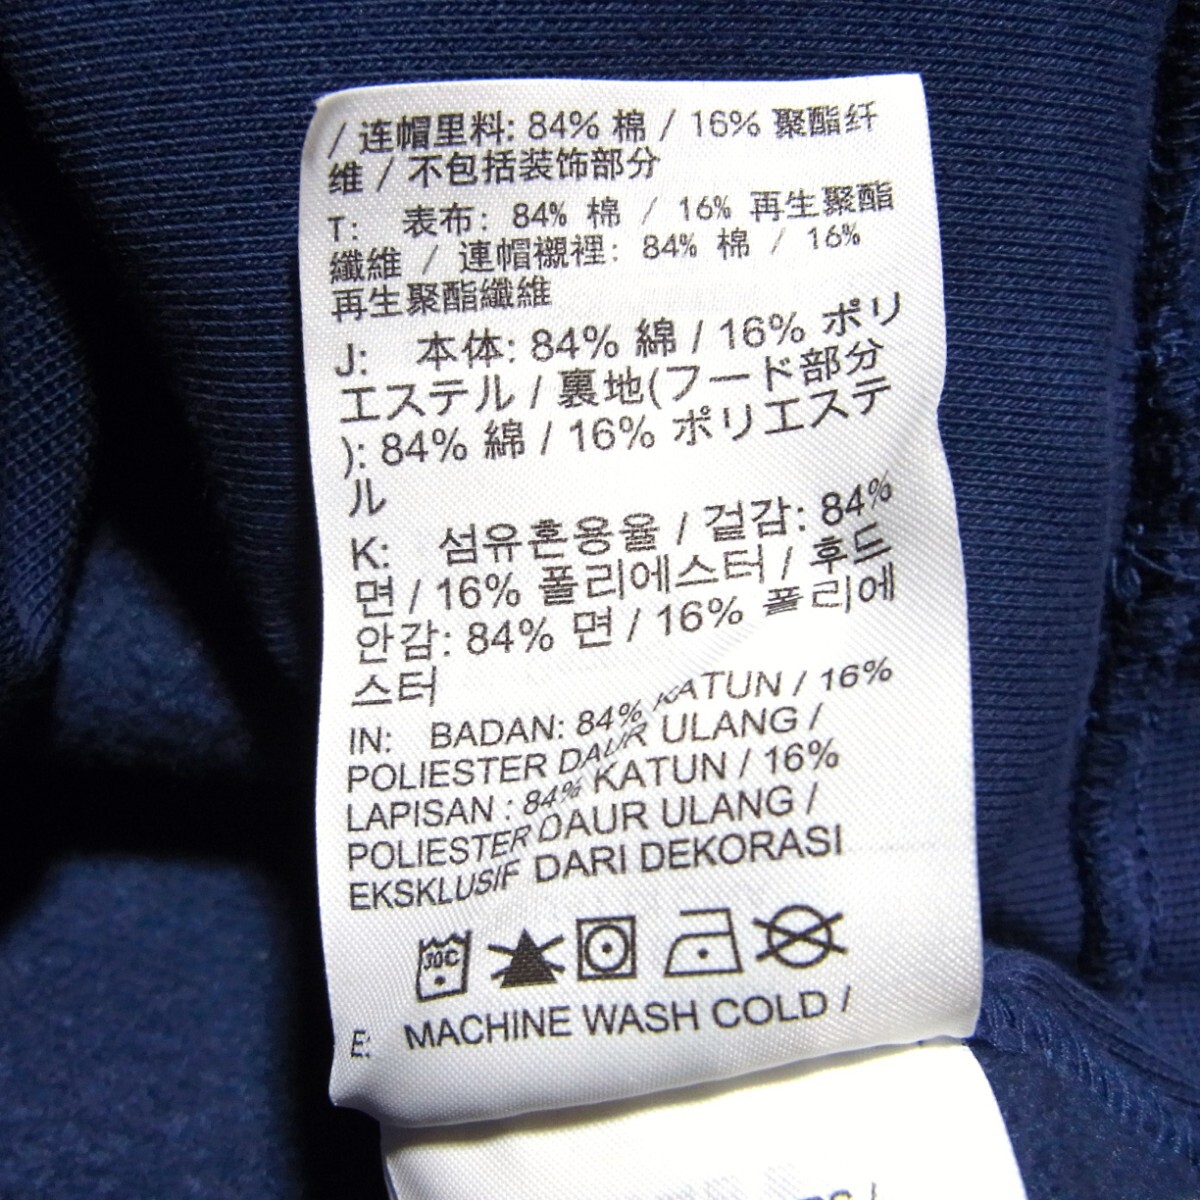 / 连帽里料: 84% 棉 / 16% 聚酯纤
维 / 不包括装饰部分
T: 表布: 84% 棉 / 16% 再生聚酯
纖維 / 連帽襯裡: 84% 棉 / 16%
再生聚酯纖維
J: 本体: 84% 綿 / 16% ポリ
エステル / 裏地(フード部分
): 84% 綿 / 16% ポリエステ
ル
K: 섬유혼용율 / 겉감: 84%
면 / 16% 폴리에스터 / 후드
안감: 84% 면 / 16% 폴리에
스터
IN: BADAN: 84% KATUN / 16%
POLIESTER DAUR ULANG /
LAPISAN : 84% KATUN / 16%
POLIESTER DAUR ULANG /
EKSKLUSIF DARI DEKORASI
30C
E: MACHINE WASH COLD /